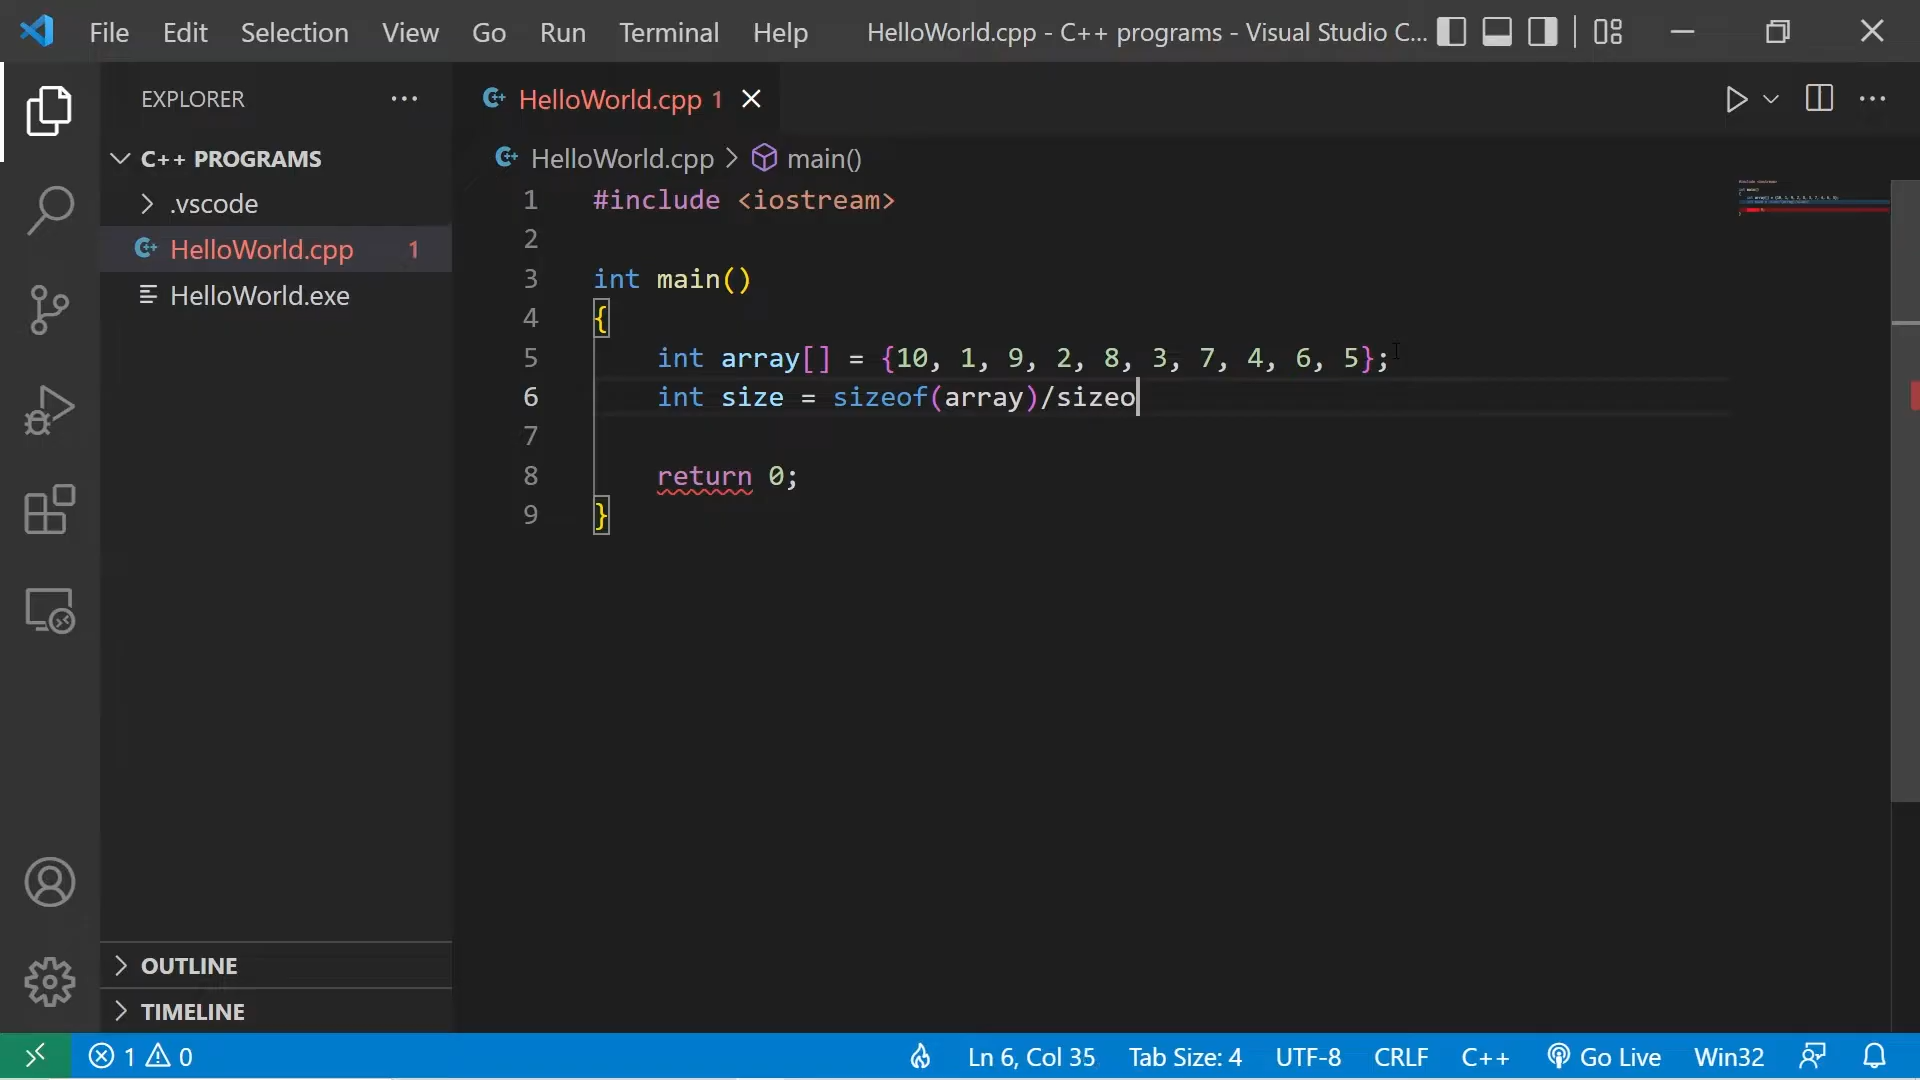 File Edit Selection View Go Run Terminal Help HelloWorld.cpp - C++ programs - Visual Studio C...
EXPLORER
C++ PROGRAMS
.vscode
HelloWorld.cpp 1
HelloWorld.exe
OUTLINE
TIMELINE
HelloWorld.cpp 1
HelloWorld.cpp > main()
1 #include <iostream>
2
3 int main()
4 {
5 int array[] = {10, 1, 9, 2, 8, 3, 7, 4, 6, 5};
6 int size = sizeof(array)/sizeo
7
8 return 0;
9 }
1 0 Ln 6, Col 35 Tab Size: 4 UTF-8 CRLF C++ Go Live Win32